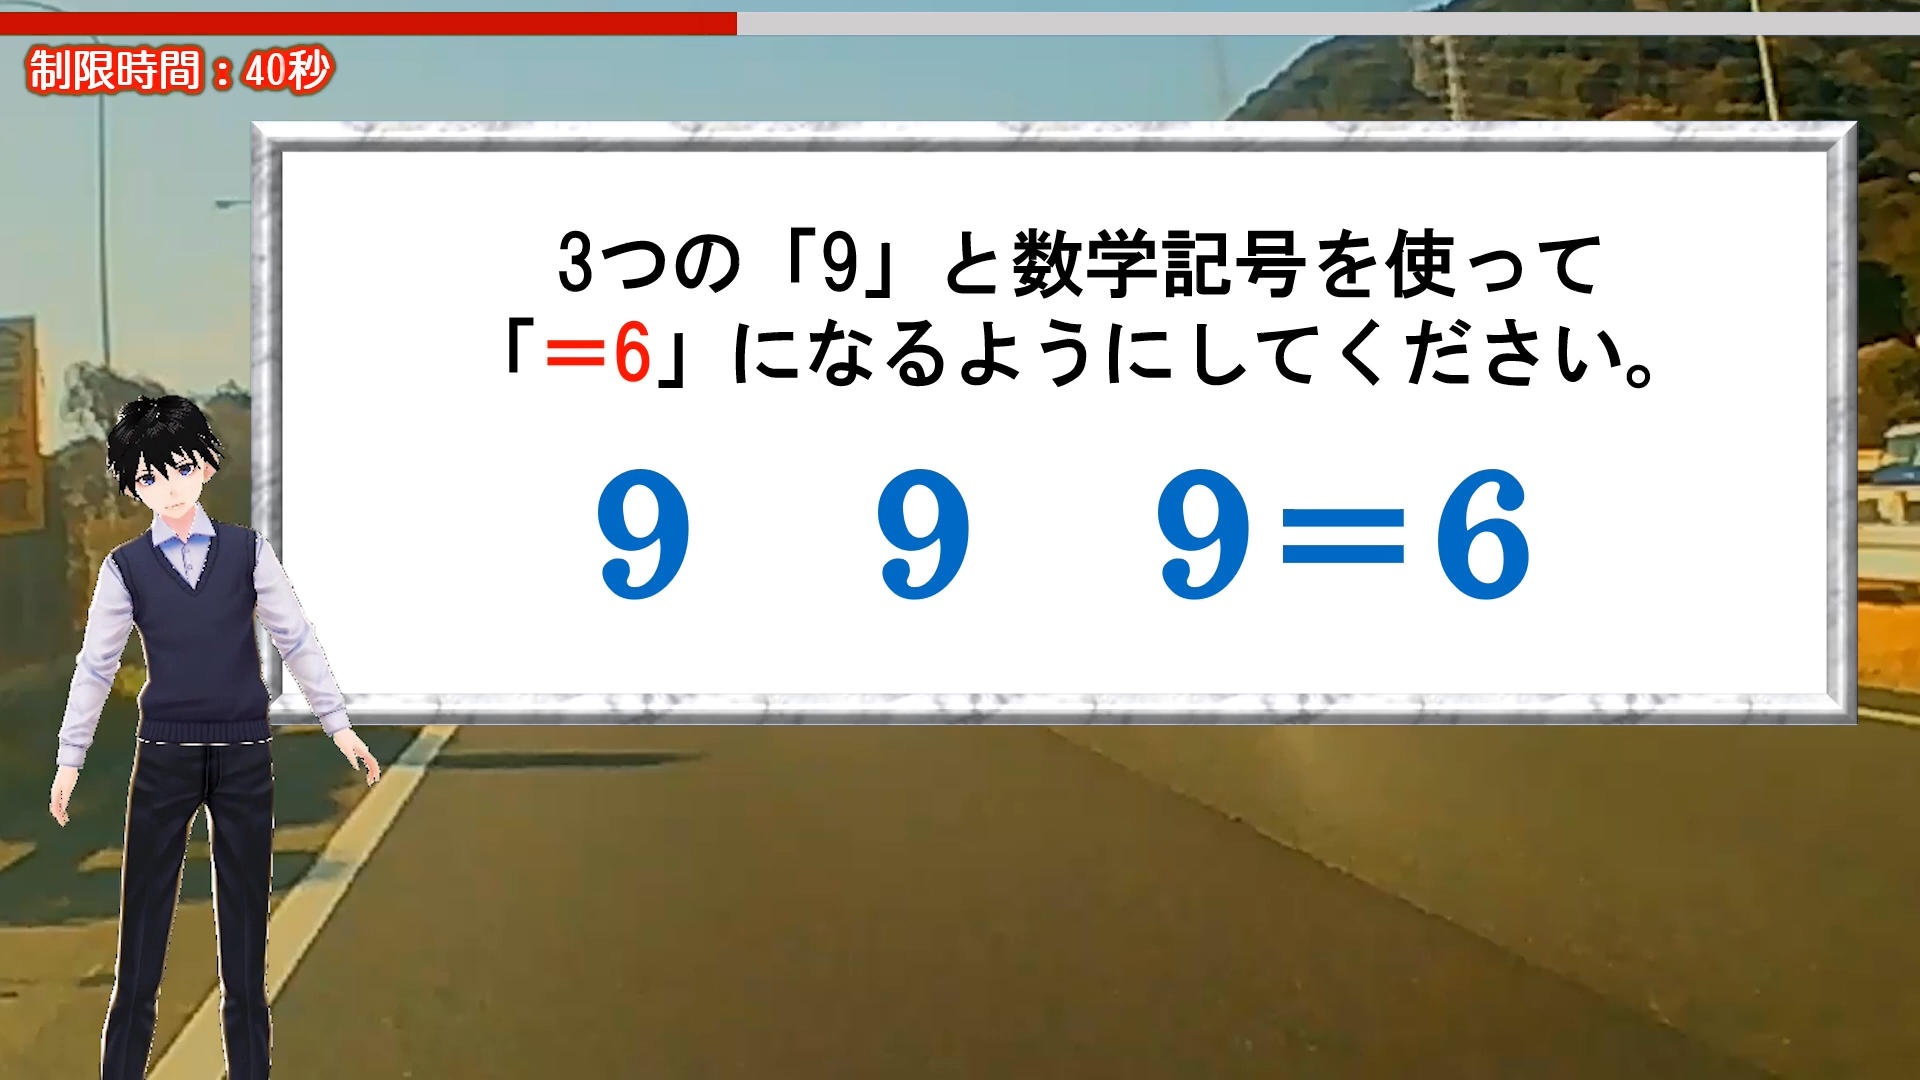 制限時間：40秒
3つの「9」と数学記号を使って
「＝6」になるようにしてください。
9 9 9＝6